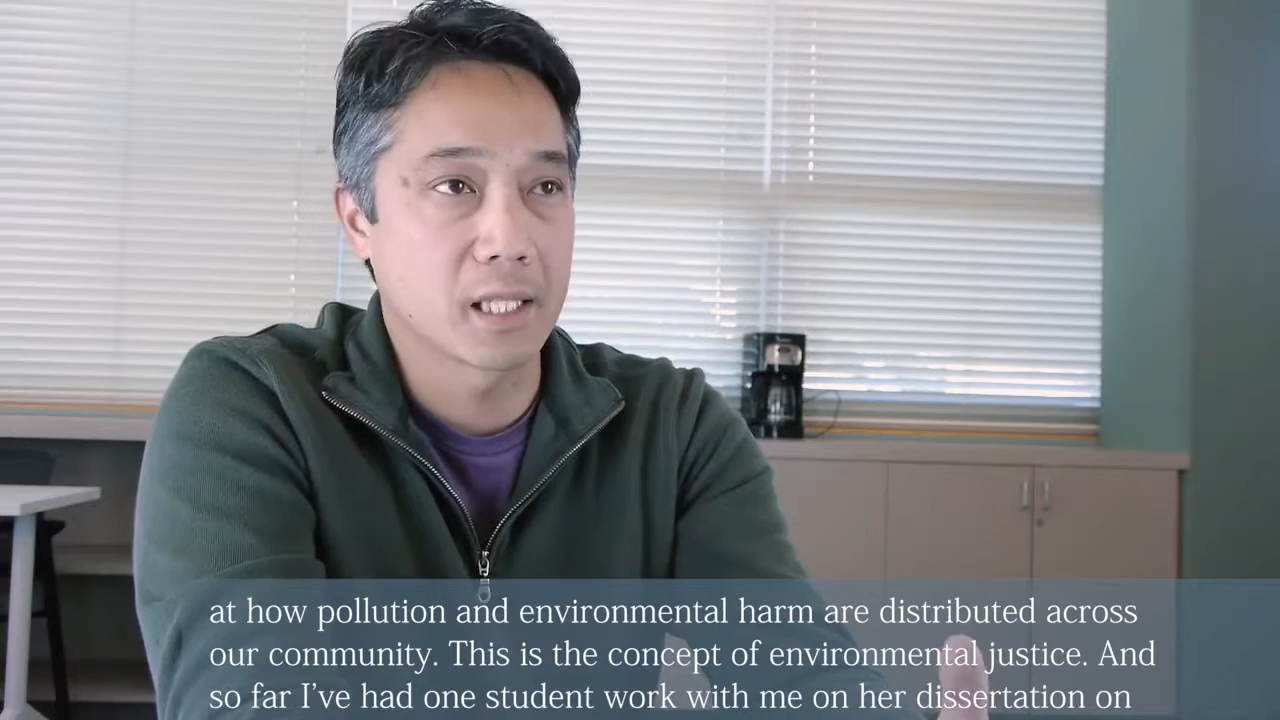 at how pollution and environmental harm are distributed across
our community. This is the concept of environmental justice. And
so far I've had one student work with me on her dissertation on